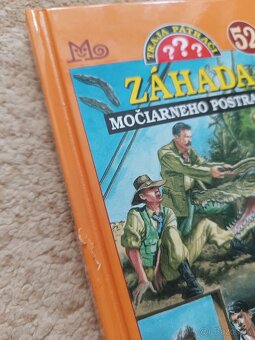 TRAJA PÁTRAČI
???
52
ZÁHADA
MOČIARNEHO POSTRA